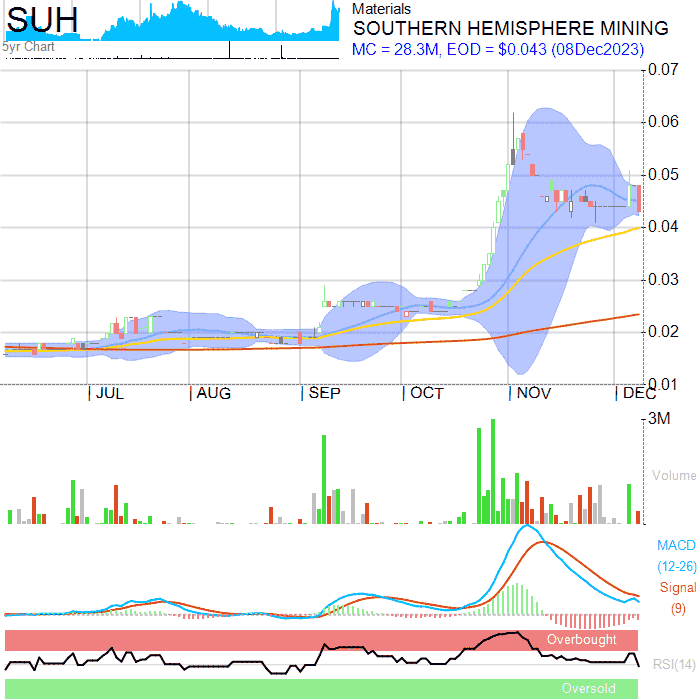 SUH
5yr Chart
Materials
SOUTHERN HEMISPHERE MINING
MC = 28.3M, EOD = $0.043 (08Dec2023)
0.07
0.06
0.05
0.04
0.03
0.02
0.01
JUL AUG SEP OCT NOV DEC
3M
Volume
MACD
(12-26)
Signal
(9)
Overbought
RSI(14)
Oversold